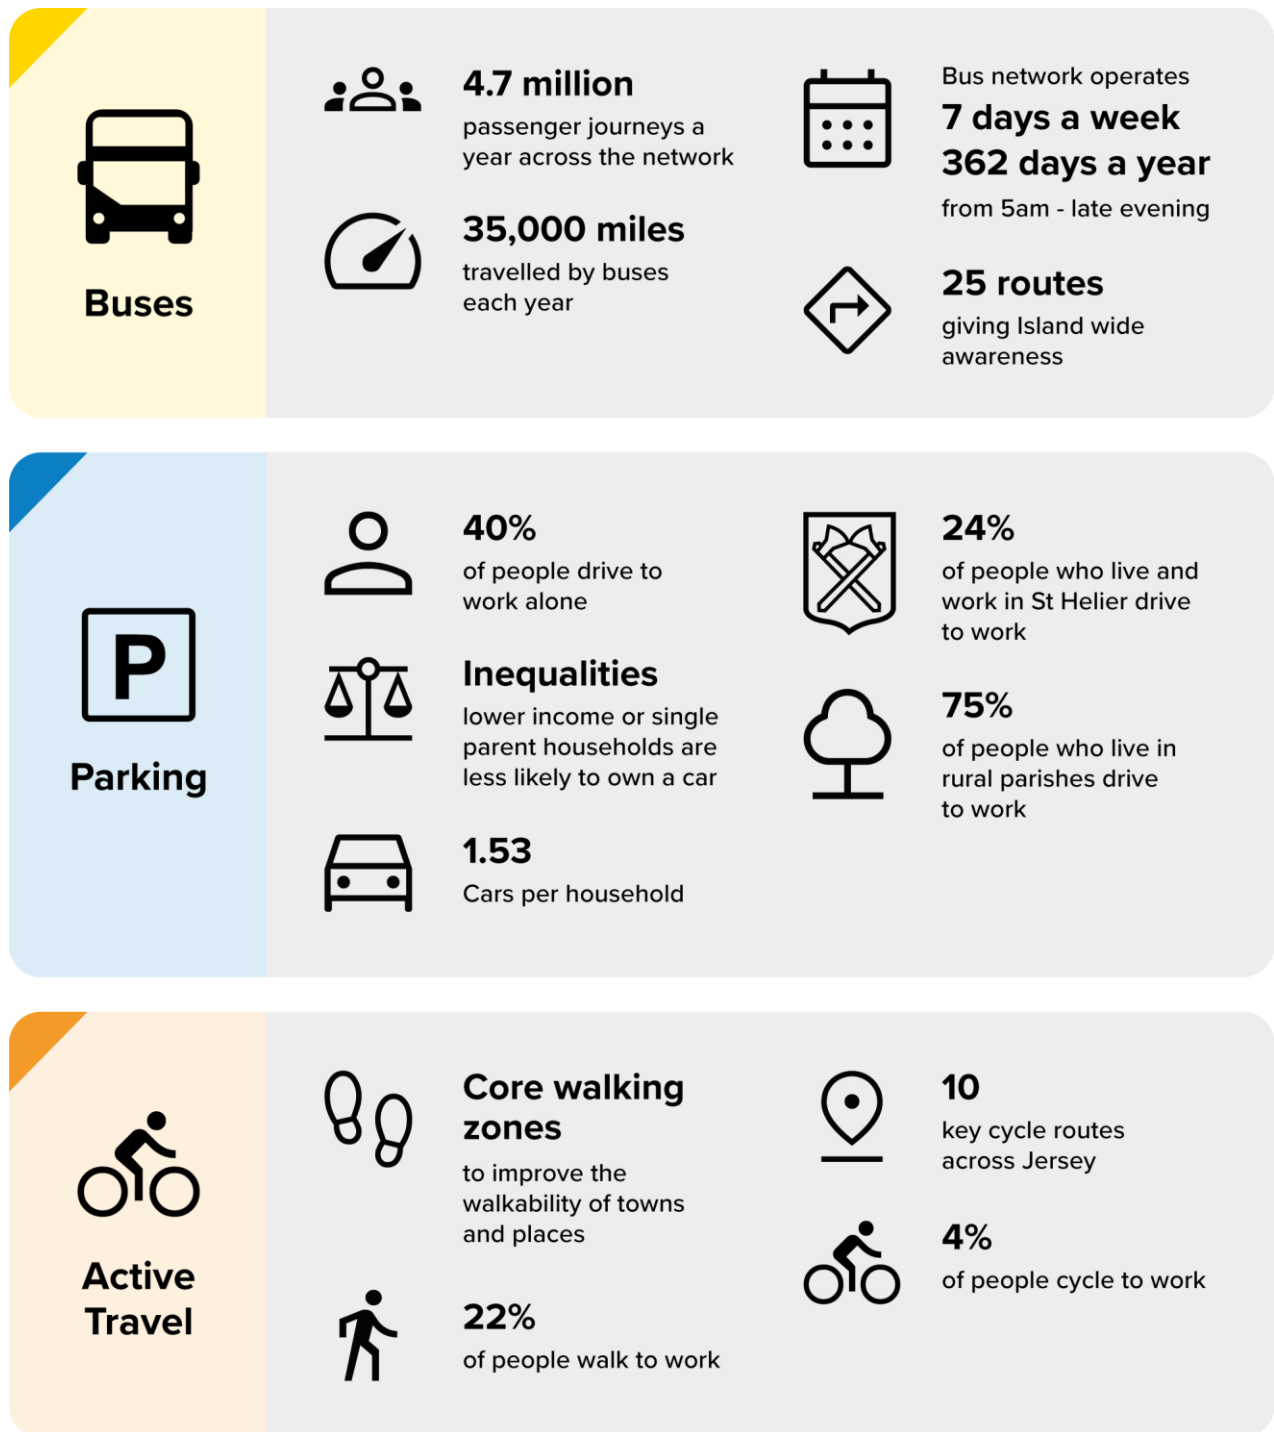 Buses
4.7 million
passenger journeys a
year across the network
35,000 miles
travelled by buses
each year
Bus network operates
7 days a week
362 days a year
from 5am - late evening
25 routes
giving Island wide
awareness
P
Parking
40%
of people drive to
work alone
Inequalities
lower income or single
parent households are
less likely to own a car
1.53
Cars per household
24%
of people who live and
work in St Helier drive
to work
75%
of people who live in
rural parishes drive
to work
Active
Travel
Core walking
zones
to improve the
walkability of towns
and places
22%
of people walk to work
10
key cycle routes
across Jersey
4%
of people cycle to work